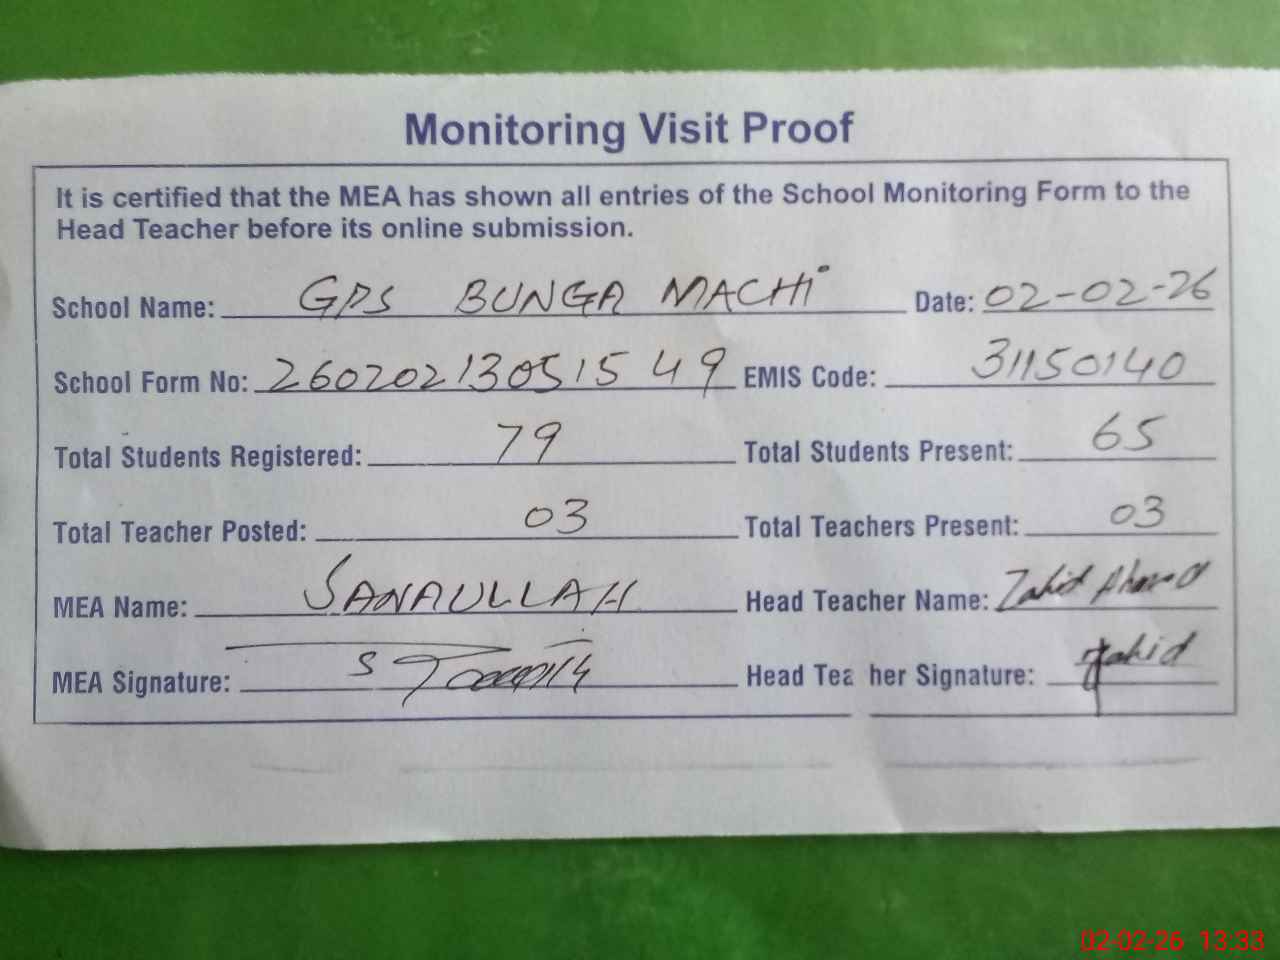 Monitoring Visit Proof
It is certified that the MEA has shown all entries of the School Monitoring Form to the
Head Teacher before its online submission.
School Name: GPS BUNGA MACHI Date: 02-02-26
School Form No: 26020213051549 EMIS Code: 31150140
Total Students Registered: 79 Total Students Present: 65
Total Teacher Posted: 03 Total Teachers Present: 03
MEA Name: SANAULLAH Head Teacher Name: Zahid Ahmad
MEA Signature: Head Teacher Signature: Zahid
02-02-26 13:33